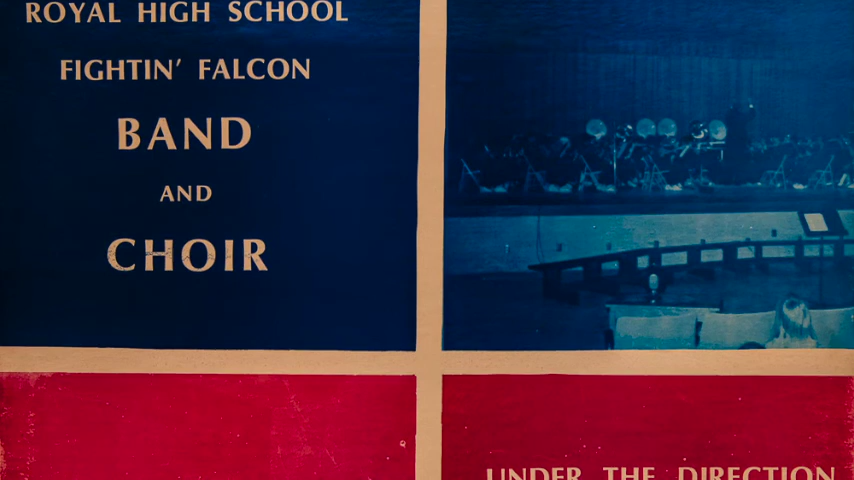 ROYAL HIGH SCHOOL
FIGHTIN' FALCON
BAND
AND
CHOIR
UNDER THE DIRECTION